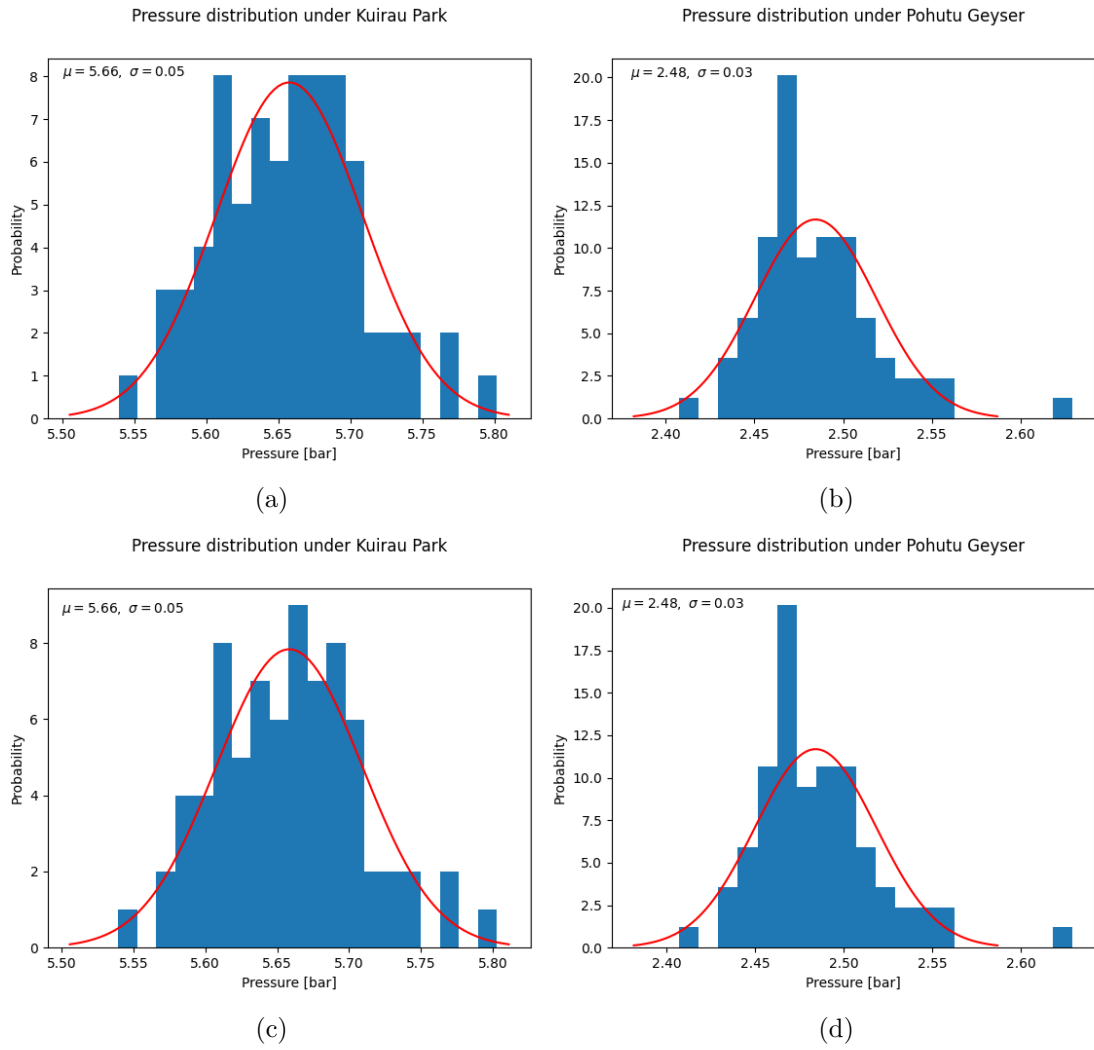 Pressure distribution under Kuirau Park
μ = 5.66, σ = 0.05
8
7
6
5
4
3
2
1
0
Probability
5.50 5.55 5.60 5.65 5.70 5.75 5.80
Pressure [bar]
(a)
Pressure distribution under Pohutu Geyser
μ = 2.48, σ = 0.03
20.0
17.5
15.0
12.5
10.0
7.5
5.0
2.5
0.0
Probability
2.40 2.45 2.50 2.55 2.60
Pressure [bar]
(b)
Pressure distribution under Kuirau Park
μ = 5.66, σ = 0.05
8
6
4
2
0
Probability
5.50 5.55 5.60 5.65 5.70 5.75 5.80
Pressure [bar]
(c)
Pressure distribution under Pohutu Geyser
μ = 2.48, σ = 0.03
20.0
17.5
15.0
12.5
10.0
7.5
5.0
2.5
0.0
Probability
2.40 2.45 2.50 2.55 2.60
Pressure [bar]
(d)